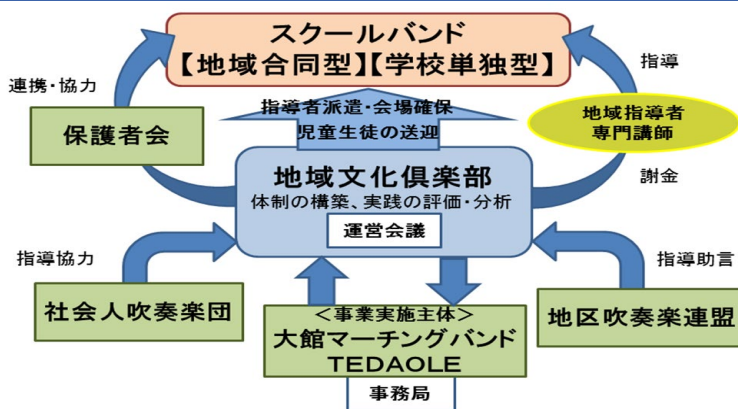 スクールバンド
【地域合同型】【学校単独型】
連携・協力
指導
保護者会
指導者派遣・会場確保
児童生徒の送迎
地域指導者
専門講師
地域文化倶楽部
体制の構築、実践の評価・分析
運営会議
謝金
指導協力
指導助言
社会人吹奏楽団
＜事業実施主体＞
大館マーチングバンド
TEDAOLE
地区吹奏楽連盟
事務局